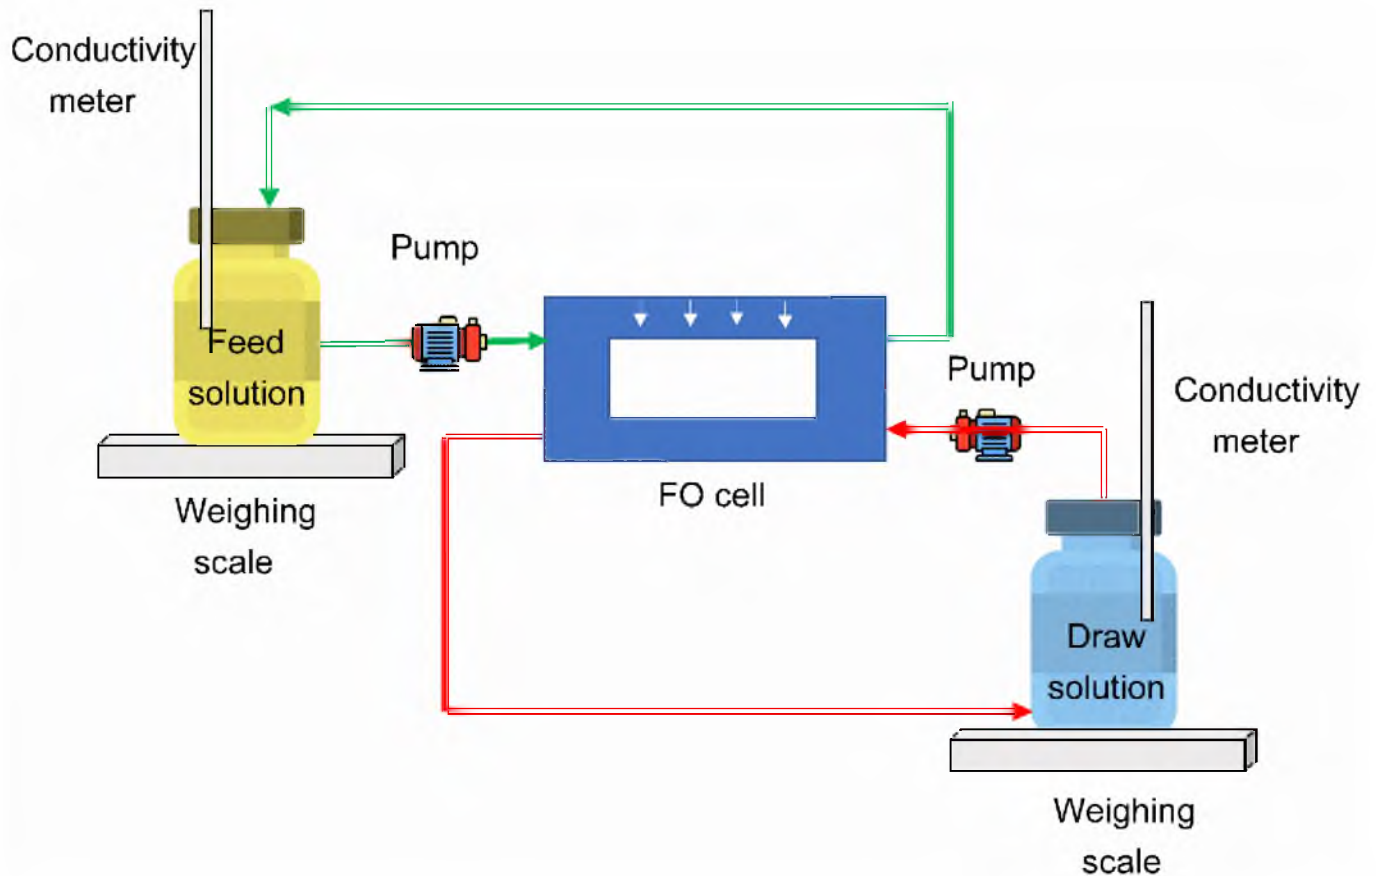 Conductivity
meter
Pump
Feed
solution
Pump
Conductivity
meter
FO cell
Weighing
scale
Draw
solution
Weighing
scale